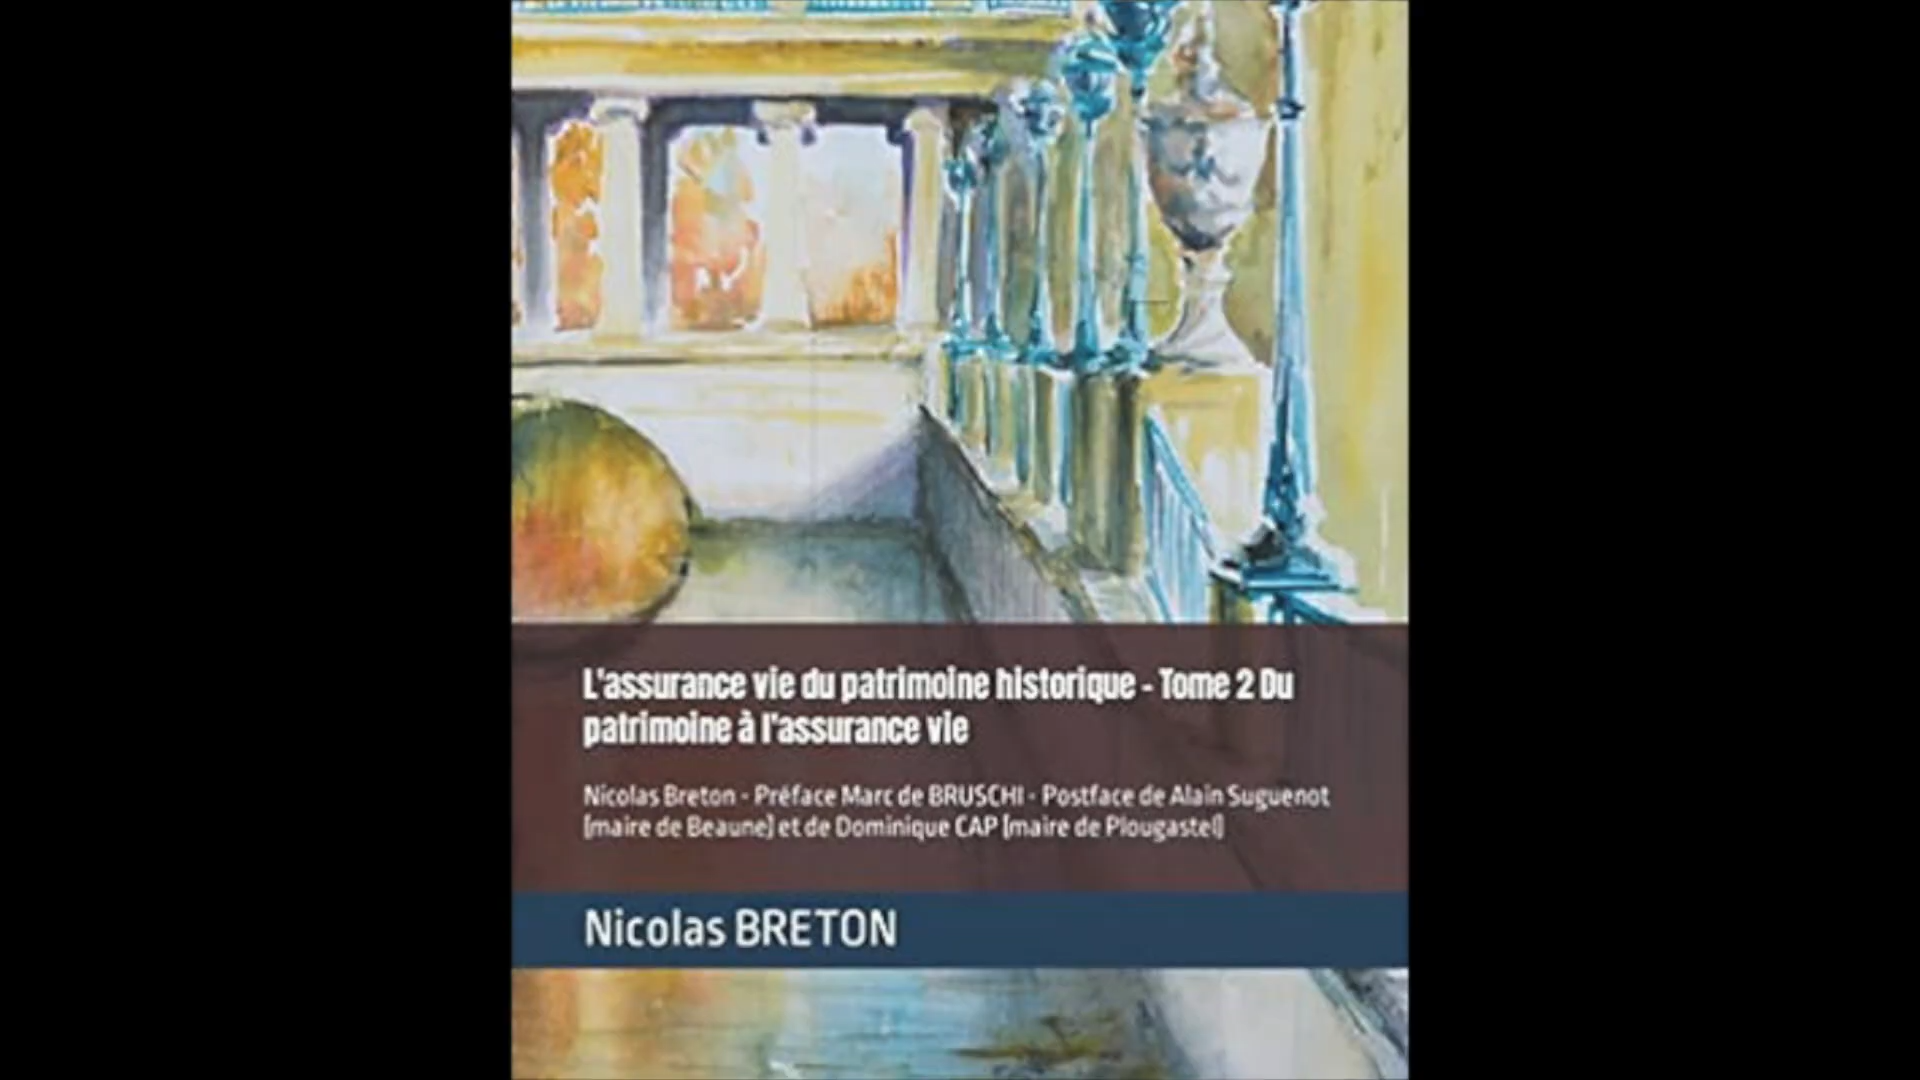 L'assurance vie du patrimoine historique - Tome 2 Du
patrimoine à l'assurance vie
Nicolas Breton - Préface Marc de BRUSCHI - Postface de Alain Suguenot
(maire de Beaune) et de Dominique CAP (maire de Plougastel)
Nicolas BRETON